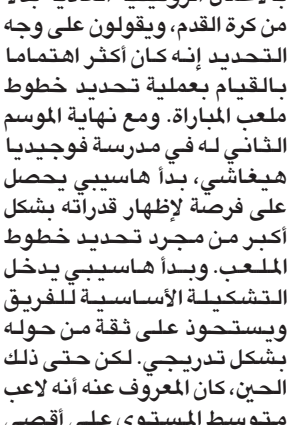 من كرة القدم، ويقولون على وجه
التحديد إنه كان أكثر اهتماما
بالقيام بعملية تحديد خطوط
ملعب المباراة. ومع نهاية الموسم
الثاني له في مدرسة فوجيديا
هيغاشي، بدأ هاسيبي يحصل
على فرصة لإظهار قدراته بشكل
أكبر من مجرد تحديد خطوط
الملعب. وبدأ هاسيبي يدخل
التشكيلة الأساسية للفريق
ويستحوذ على ثقة من حوله
بشكل تدريجي. لكن حتى ذلك
الحين، كان المعروف عنه أنه لاعب
متوسط المستوى على أقصى